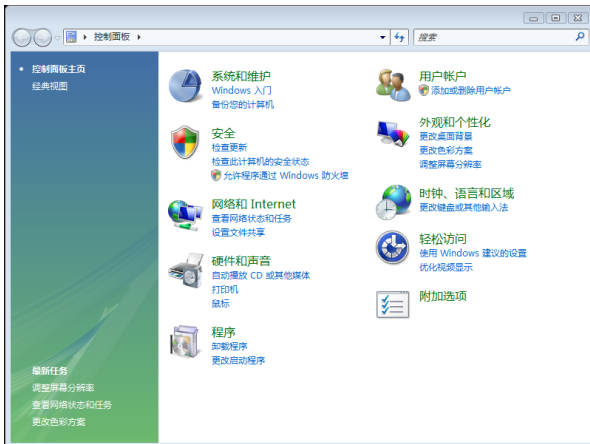 控制面板
搜索
控制面板主页
经典视图
系统和维护
Windows 入门
备份您的计算机
安全
检查更新
检查此计算机的安全状态
允许程序通过 Windows 防火墙
网络和 Internet
查看网络状态和任务
设置文件共享
硬件和声音
自动播放 CD 或其他媒体
打印机
鼠标
程序
卸载程序
更改启动程序
用户帐户
添加或删除用户帐户
外观和个性化
更改桌面背景
更改色彩方案
调整屏幕分辨率
时钟、语言和区域
更改键盘或其他输入法
轻松访问
使用 Windows 建议的设置
优化视频显示
附加选项
最新任务
调整屏幕分辨率
查看网络状态和任务
更改色彩方案